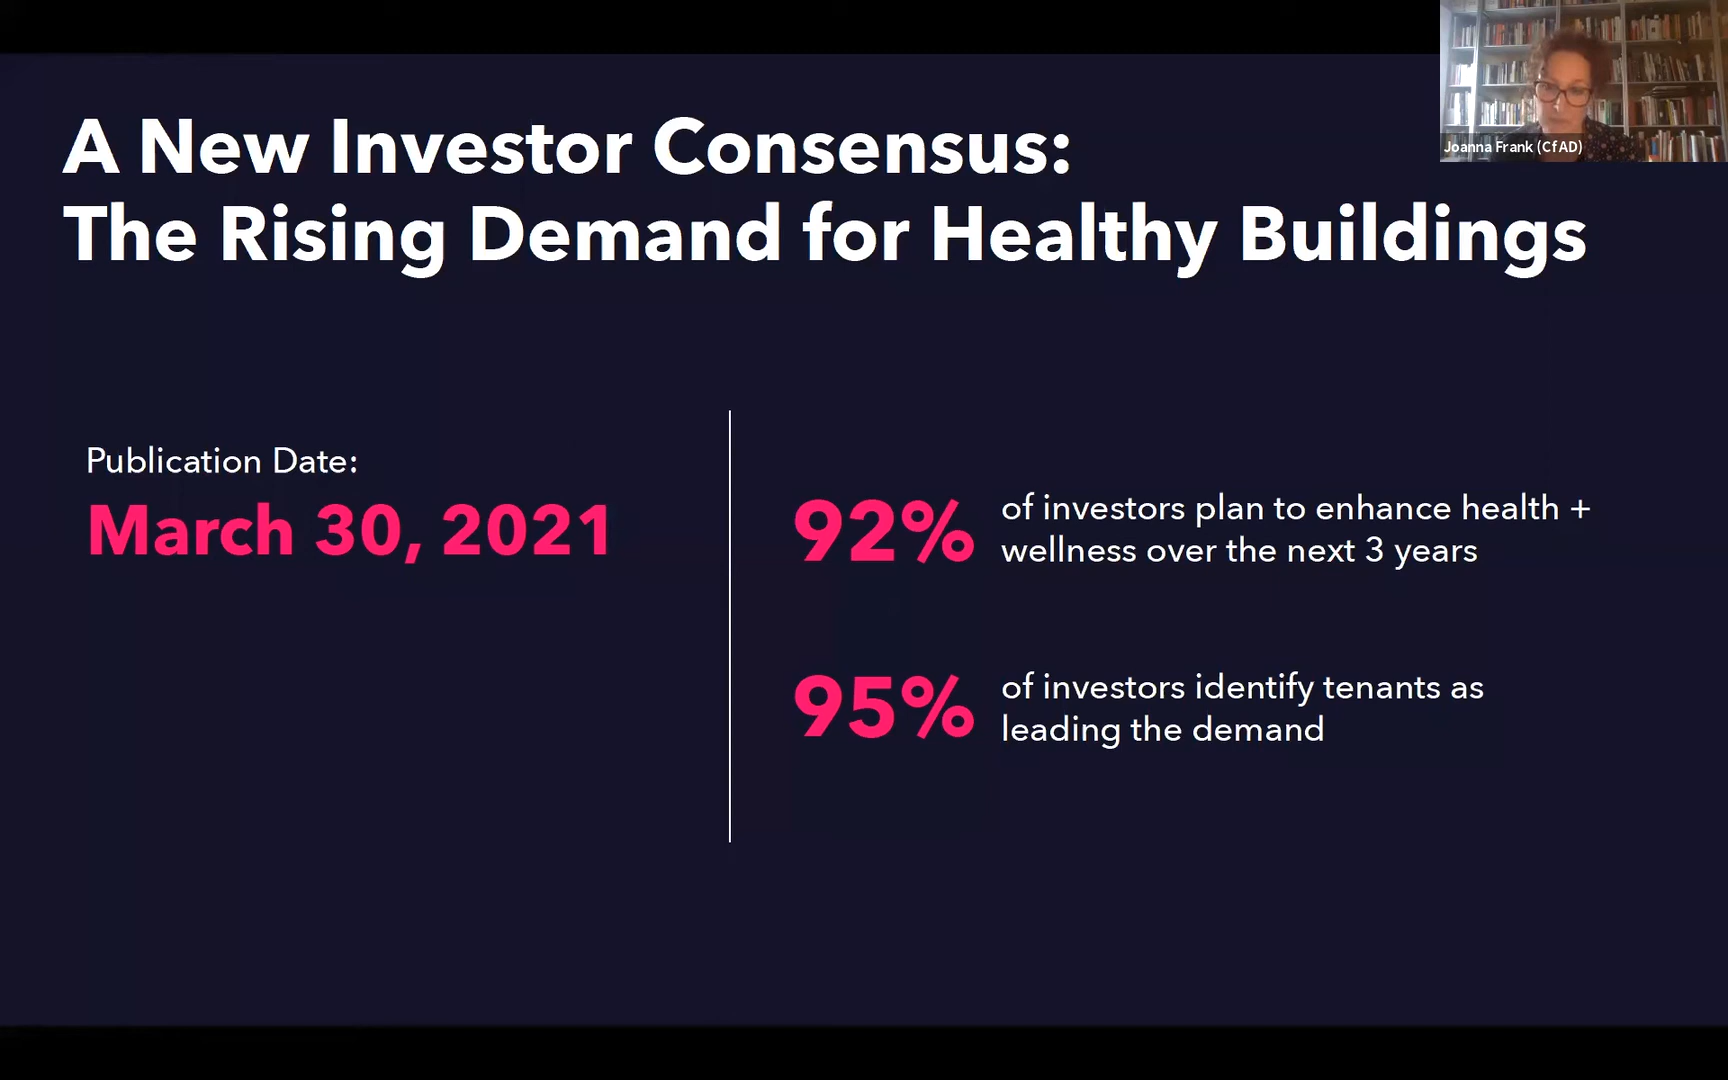 A New Investor Consensus:
The Rising Demand for Healthy Buildings
Joanna Frank (CfAD)
Publication Date:
March 30, 2021
92%
of investors plan to enhance health +
wellness over the next 3 years
95%
of investors identify tenants as
leading the demand